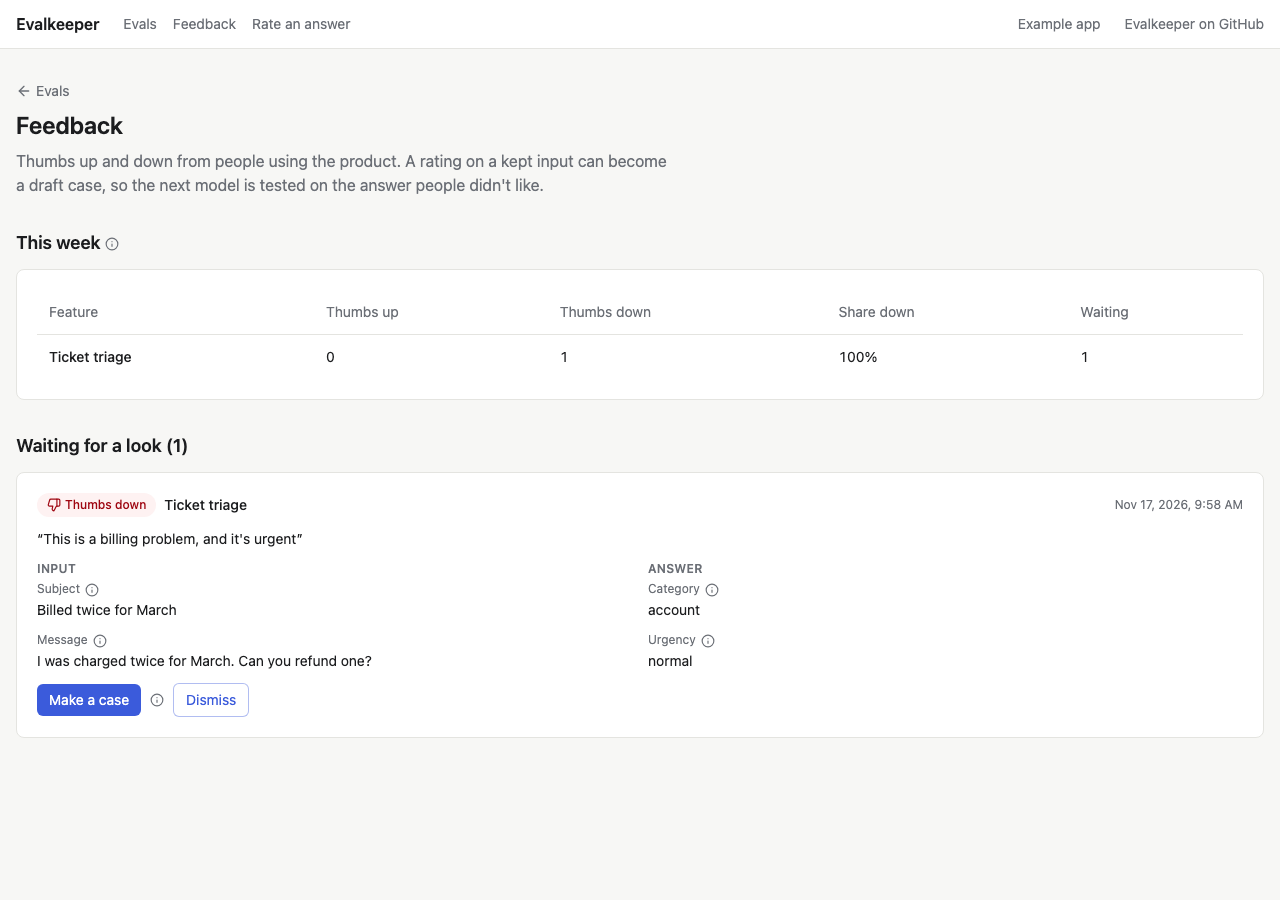 Evalkeeper Evals Feedback Rate an answer Example app Evalkeeper on GitHub
Evals
Feedback
Thumbs up and down from people using the product. A rating on a kept input can become
a draft case, so the next model is tested on the answer people didn't like.
This week
Feature Thumbs up Thumbs down Share down Waiting
Ticket triage 0 1 100% 1
Waiting for a look (1)
Thumbs down Ticket triage Nov 17, 2026, 9:58 AM
“This is a billing problem, and it's urgent”
INPUT ANSWER
Subject Category
Billed twice for March account
Message Urgency
I was charged twice for March. Can you refund one? normal
Make a case Dismiss